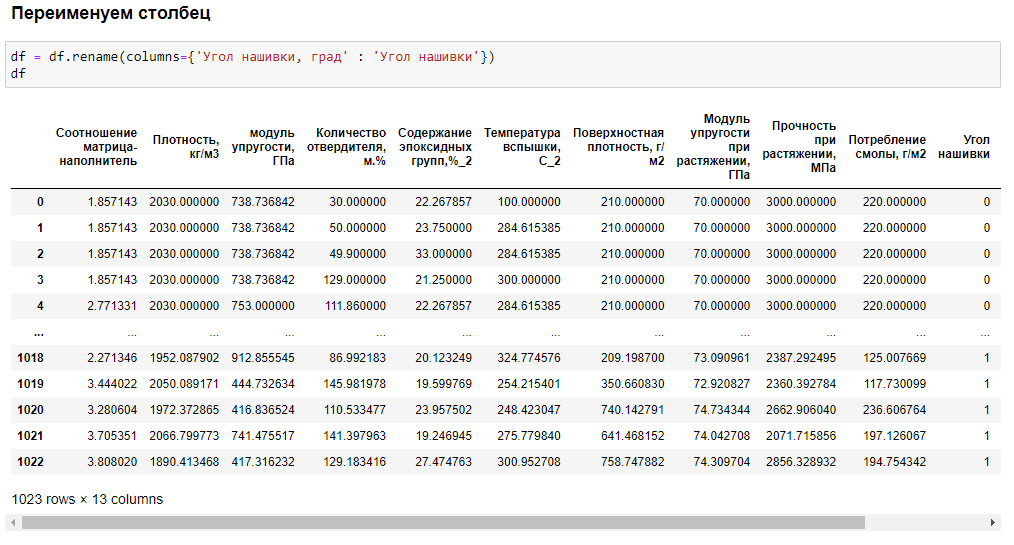 Переименуем столбец
df = df.rename(columns={'Угол нашивки, град' : 'Угол нашивки'})
df
Соотношение матрица-наполнитель Плотность, кг/м3 модуль упругости, ГПа Количество отвердителя, м.% Содержание эпоксидных групп,%_2 Температура вспышки, С_2 Поверхностная плотность, г/м2 Модуль упругости при растяжении, ГПа Прочность при растяжении, МПа Потребление смолы, г/м2 Угол нашивки
0 1.857143 2030.000000 738.736842 30.000000 22.267857 100.000000 210.000000 70.000000 3000.000000 220.000000 0
1 1.857143 2030.000000 738.736842 50.000000 23.750000 284.615385 210.000000 70.000000 3000.000000 220.000000 0
2 1.857143 2030.000000 738.736842 49.900000 33.000000 284.615385 210.000000 70.000000 3000.000000 220.000000 0
3 1.857143 2030.000000 738.736842 129.000000 21.250000 300.000000 210.000000 70.000000 3000.000000 220.000000 0
4 2.771331 2030.000000 753.000000 111.860000 22.267857 284.615385 210.000000 70.000000 3000.000000 220.000000 0
... ... ... ... ... ... ... ... ... ... ... ...
1018 2.271346 1952.087902 912.855545 86.992183 20.123249 324.774576 209.198700 73.090961 2387.292495 125.007669 1
1019 3.444022 2050.089171 444.732634 145.981978 19.599769 254.215401 350.660830 72.920827 2360.392784 117.730099 1
1020 3.280604 1972.372865 416.836524 110.533477 23.957502 248.423047 740.142791 74.734344 2662.906040 236.606764 1
1021 3.705351 2066.799773 741.475517 141.397963 19.246945 275.779840 641.468152 74.042708 2071.715856 197.126067 1
1022 3.808020 1890.413468 417.316232 129.183416 27.474763 300.952708 758.747882 74.309704 2856.328932 194.754342 1
1023 rows × 13 columns